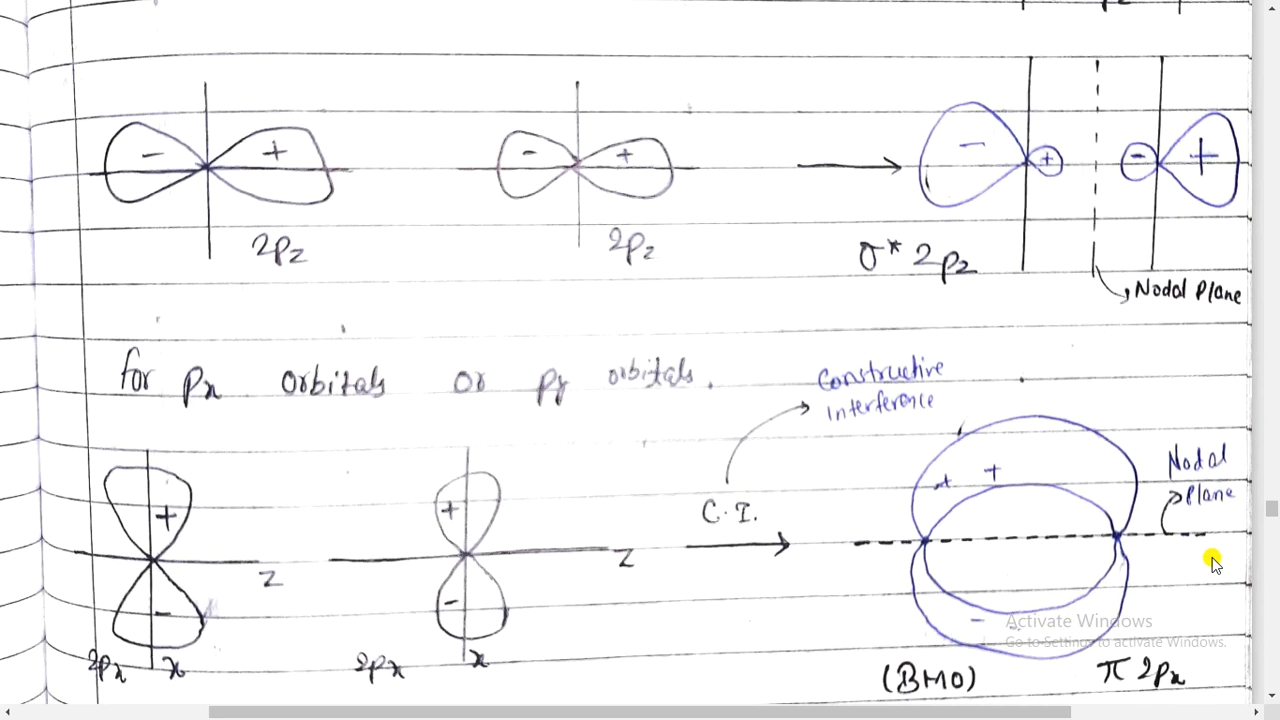 - +
- +
- + - +
2pz
2pz
σ* 2pz
Nodal Plane
for px orbitals or py orbitals.
Constructive
interference
+
-
z
2px x
+
-
z
2px x
C.I.
+ +
-
Nodal
Plane
(BMO)
π 2px
Activate Windows
Go to Settings to activate Windows.